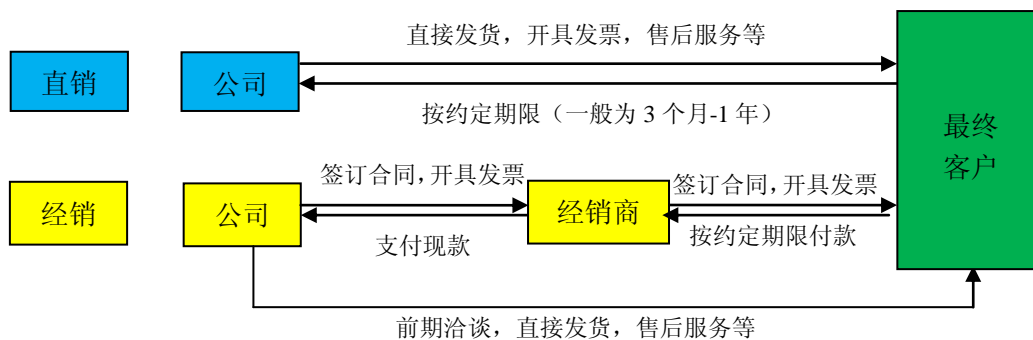 直接发货，开具发票，售后服务等
直销
公司
按约定期限（一般为 3 个月-1 年）
最终
客户
签订合同,开具发票
签订合同,开具发票
经销
公司
经销商
支付现款
按约定期限付款
前期洽谈，直接发货，售后服务等